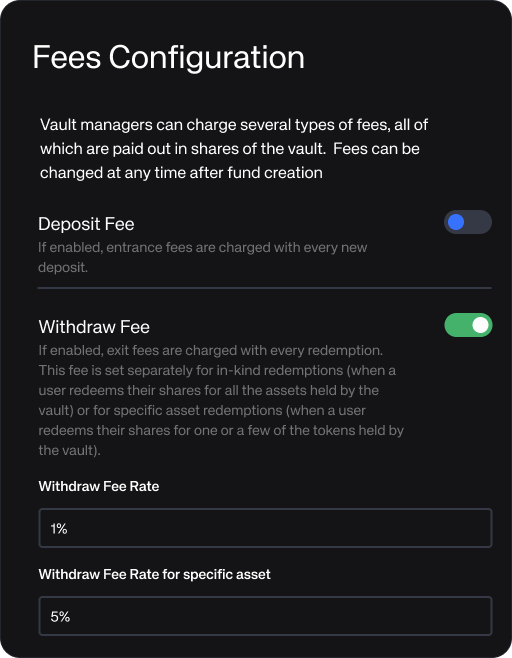 Fees Configuration
Vault managers can charge several types of fees, all of
which are paid out in shares of the vault.  Fees can be
changed at any time after fund creation
Deposit Fee
If enabled, entrance fees are charged with every new
deposit.
Withdraw Fee
If enabled, exit fees are charged with every redemption.
This fee is set separately for in-kind redemptions (when a
user redeems their shares for all the assets held by the
vault) or for specific asset redemptions (when a user
redeems their shares for one or a few of the tokens held by
the vault).
Withdraw Fee Rate
1%
Withdraw Fee Rate for specific asset
5%